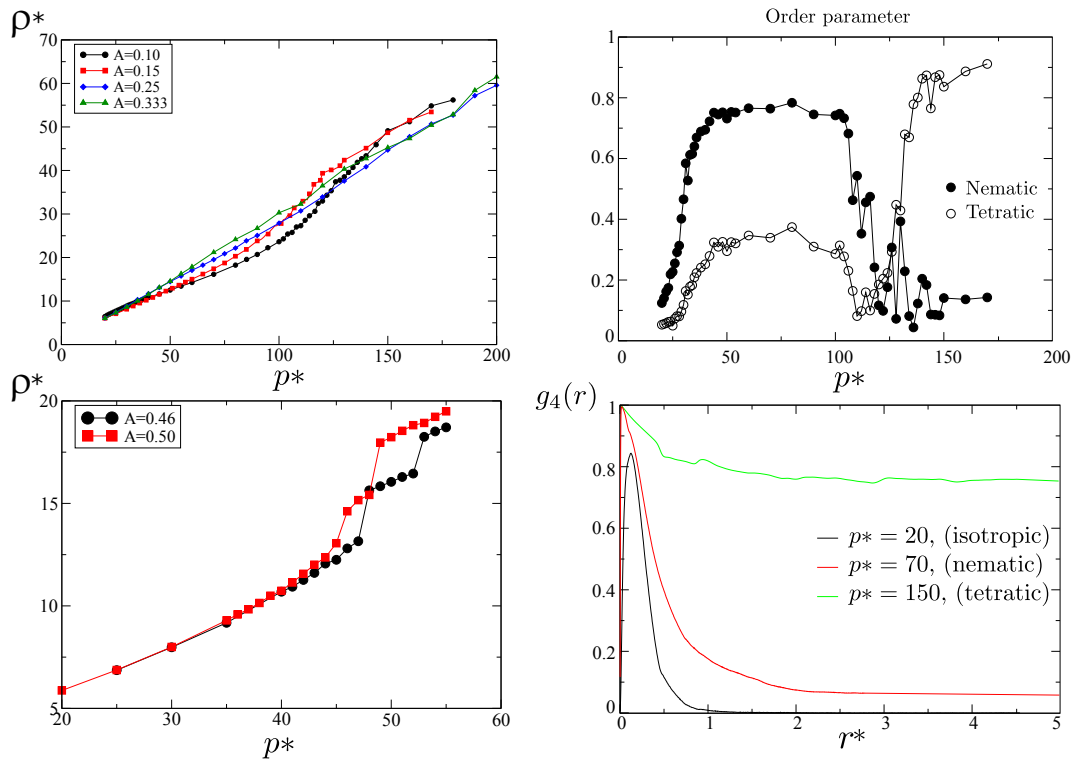 ρ*
70
60
50
40
30
20
10
0
A=0.10
A=0.15
A=0.25
A=0.333
0
50
100
150
200
p*
Order parameter
1
0.8
0.6
0.4
0.2
0
Nematic
Tetratic
0
50
100
150
200
p*
ρ*
20
15
10
5
A=0.46
A=0.50
20
30
40
50
60
p*
g₄(r)
1
0.8
0.6
0.4
0.2
0
p* = 20, (isotropic)
p* = 70, (nematic)
p* = 150, (tetratic)
0
1
2
3
4
5
r*